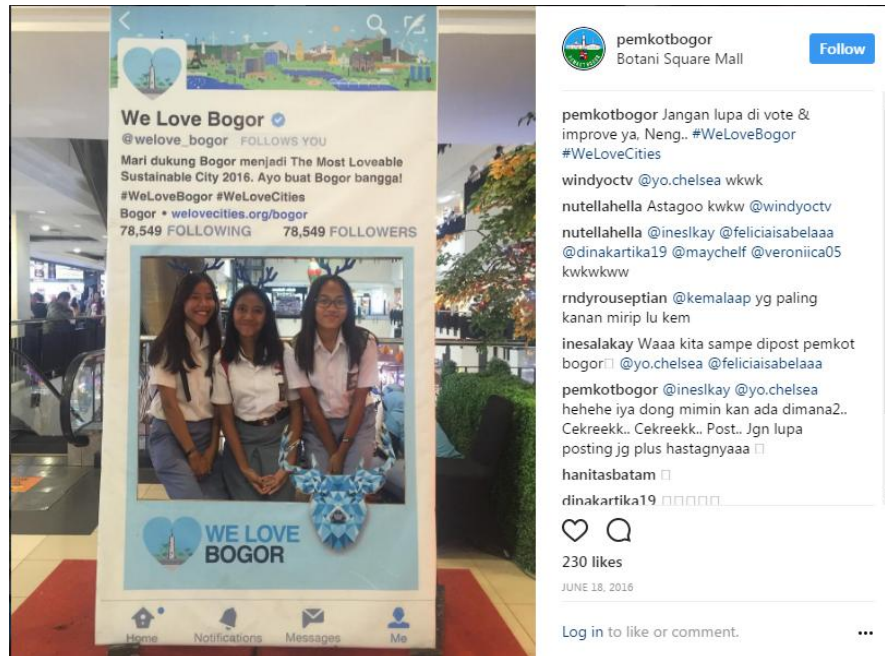 We Love Bogor
@welove_bogor FOLLOWS YOU
Mari dukung Bogor menjadi The Most Loveable
Sustainable City 2016. Ayo buat Bogor bangga!
#WeLoveBogor #WeLoveCities
Bogor • welovecities.org/bogor
78,549 FOLLOWING 78,549 FOLLOWERS
WE LOVE
BOGOR
Home Notifications Messages Me
pemkotbogor
Botani Square Mall
Follow
pemkotbogor Jangan lupa di vote &
improve ya, Neng.. #WeLoveBogor
#WeLoveCities
windyoctv @yo.chelsea wkwk
nutellahella Astagoo kwkw @windyoctv
nutellahella @ineslkay @feliciaisabelaaa
@dinakartika19 @maychelf @veroniica05
kwkwkww
rndyrouseptian @kemalaap yg paling
kanan mirip lu kem
inesalakay Waaa kita sampe dipost pemkot
bogor @yo.chelsea @feliciaisabelaaa
pemkotbogor @ineslkay @yo.chelsea
hehehe iya dong mimin kan ada dimana2..
Cekreekk.. Cekreekk.. Post.. Jgn lupa
posting jg plus hastagnyaaa
hanitasbatam
dinakartika19
230 likes
JUNE 18, 2016
Log in to like or comment.